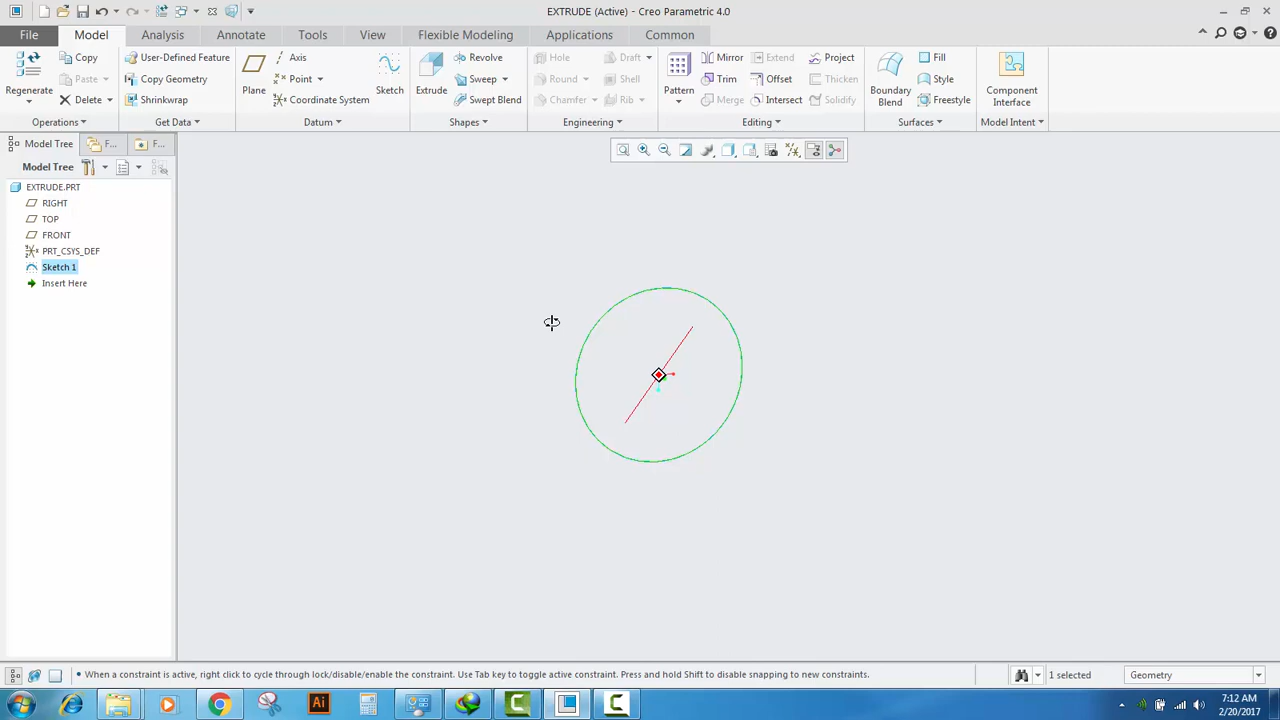 EXTRUDE (Active) - Creo Parametric 4.0
File Model Analysis Annotate Tools View Flexible Modeling Applications Common
Regenerate
Copy
Paste
Delete
User-Defined Feature
Copy Geometry
Shrinkwrap
Plane
Axis
Point
Coordinate System
Sketch
Extrude
Revolve
Sweep
Swept Blend
Hole
Round
Chamfer
Draft
Shell
Rib
Pattern
Mirror
Trim
Merge
Extend
Offset
Intersect
Project
Thicken
Solidify
Boundary
Blend
Fill
Style
Freestyle
Component
Interface
Operations Get Data Datum Shapes Engineering Editing Surfaces Model Intent
Model Tree F... F...
Model Tree
EXTRUDE.PRT
RIGHT
TOP
FRONT
PRT_CSYS_DEF
Sketch 1
Insert Here
• When a constraint is active, right click to cycle through lock/disable/enable the constraint. Use Tab key to toggle active constraint. Press and hold Shift to disable snapping to new constraints.
1 selected
Geometry
Ai
7:12 AM
2/20/2017